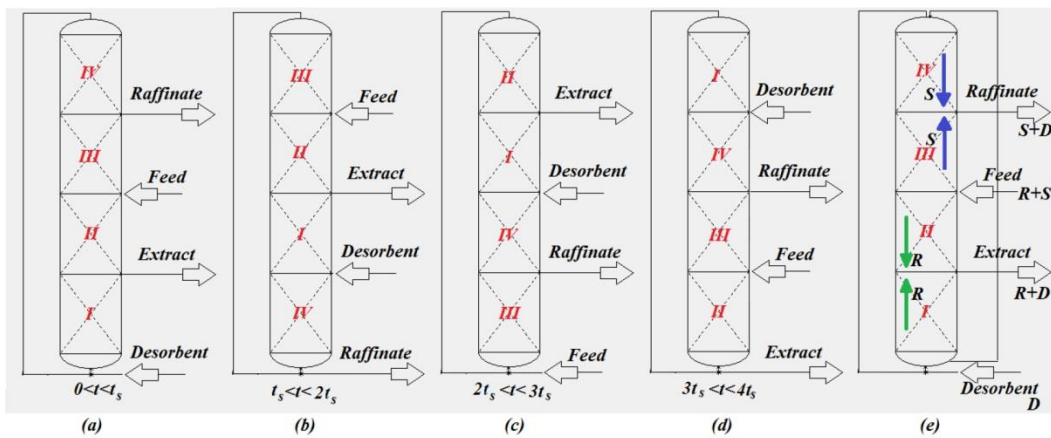 IV
Raffinate
III
Feed
II
Extract
I
Desorbent
0<t<ts
(a)
III
Feed
II
Extract
I
Desorbent
IV
Raffinate
ts<t<2ts
(b)
II
Extract
I
Desorbent
IV
Raffinate
III
Feed
2ts<t<3ts
(c)
I
Desorbent
IV
Raffinate
III
Feed
II
Extract
3ts<t<4ts
(d)
IV
S
Raffinate
S+D
S
III
Feed
R+S
II
R
Extract
R
R+D
I
Desorbent
D
(e)